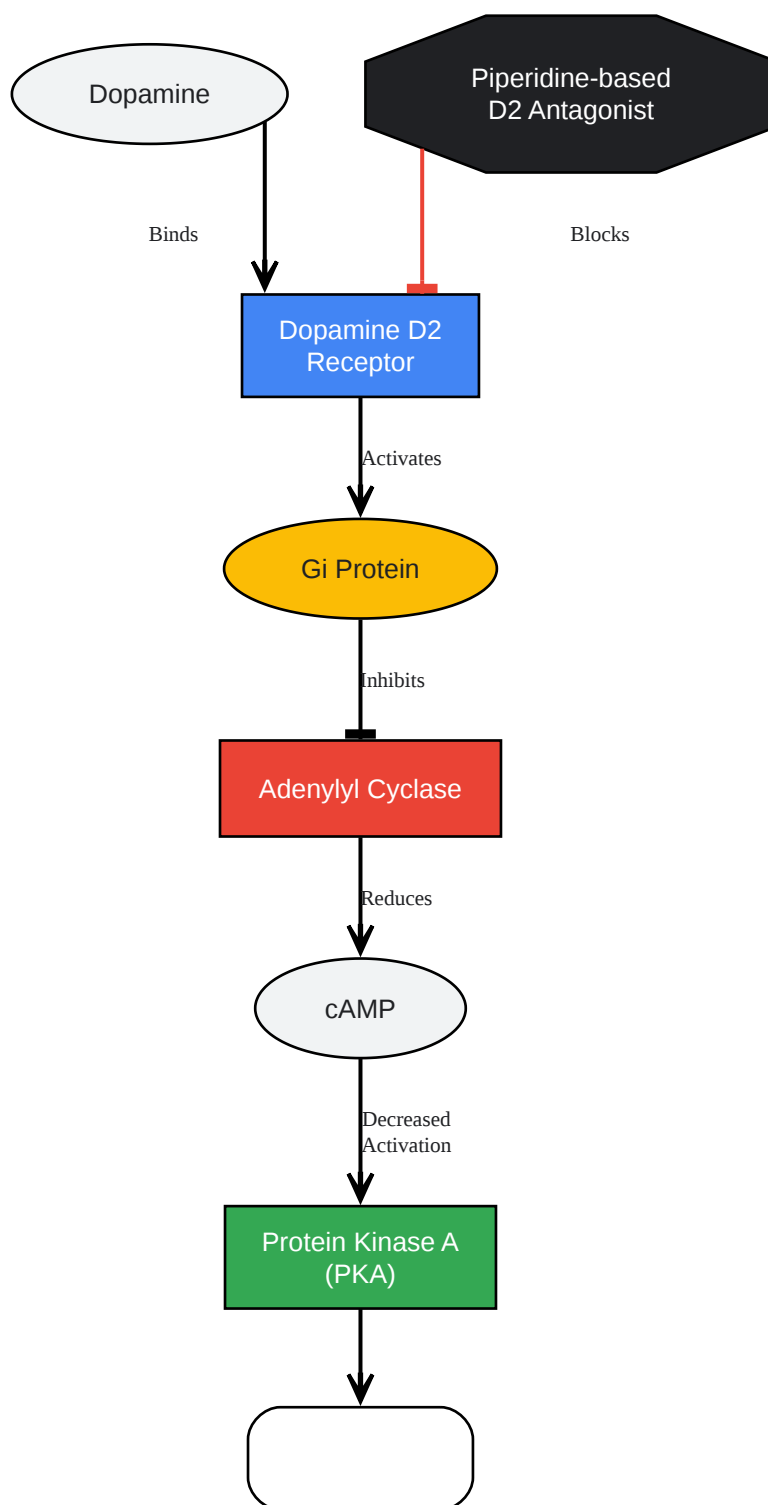 Dopamine
Piperidine-based
D2 Antagonist
Binds
Blocks
Dopamine D2
Receptor
Activates
Gi Protein
Inhibits
Adenylyl Cyclase
Reduces
cAMP
Decreased
Activation
Protein Kinase A
(PKA)